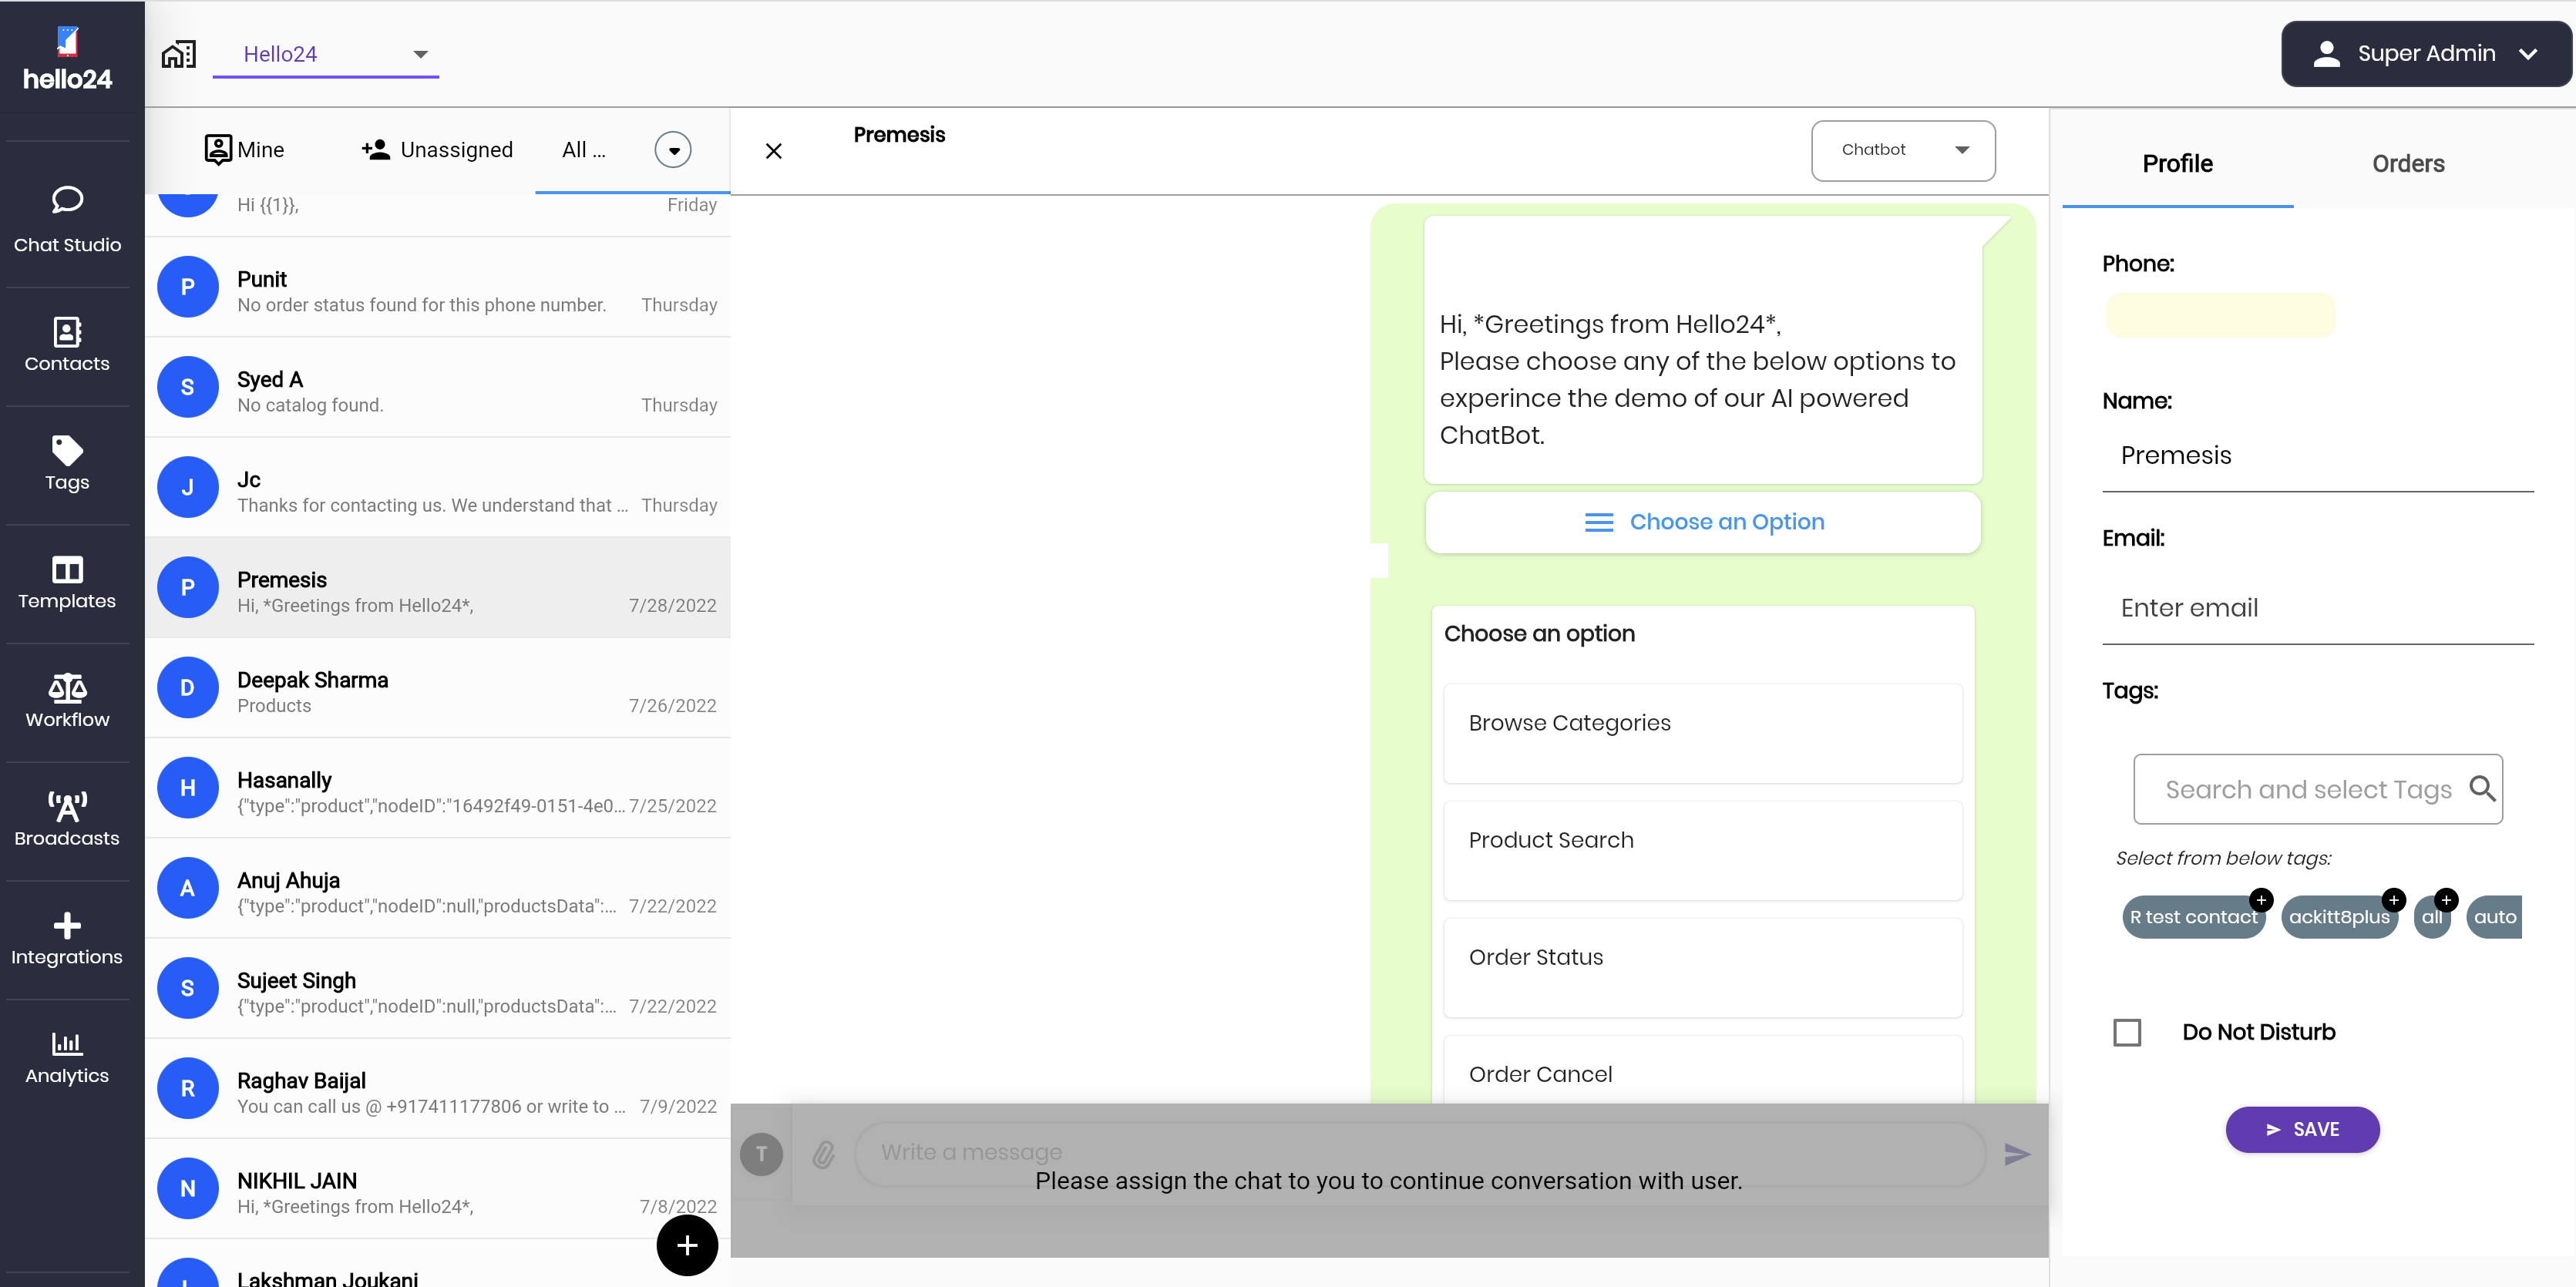 hello24
Chat Studio
Contacts
Tags
Templates
Workflow
Broadcasts
Integrations
Analytics
Hello24
Super Admin
Mine
Unassigned
All ...
Hi {{1}},
Friday
P
Punit
No order status found for this phone number.
Thursday
S
Syed A
No catalog found.
Thursday
J
Jc
Thanks for contacting us. We understand that ...
Thursday
P
Premesis
Hi, *Greetings from Hello24*,
7/28/2022
D
Deepak Sharma
Products
7/26/2022
H
Hasanally
{"type":"product","nodeID":"16492f49-0151-4e0...
7/25/2022
A
Anuj Ahuja
{"type":"product","nodeID":null,"productsData":...
7/22/2022
S
Sujeet Singh
{"type":"product","nodeID":null,"productsData":...
7/22/2022
R
Raghav Baijal
You can call us @ +917411177806 or write to ...
7/9/2022
N
NIKHIL JAIN
Hi, *Greetings from Hello24*,
7/8/2022
Lakshman Joukani
Premesis
Chatbot
Hi, *Greetings from Hello24*,
Please choose any of the below options to
experince the demo of our AI powered
ChatBot.
Choose an Option
Choose an option
Browse Categories
Product Search
Order Status
Order Cancel
T
Write a message
Please assign the chat to you to continue conversation with user.
Profile
Orders
Phone:
Name:
Premesis
Email:
Enter email
Tags:
Search and select Tags
Select from below tags:
R test contact
ackitt8plus
all
auto
Do Not Disturb
SAVE